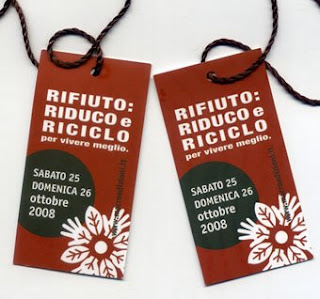 RIFIUTO:
RIDUCO e
RICICLO
per vivere meglio.
SABATO 25
DOMENICA 26
ottobre
2008
RIFIUTO:
RIDUCO e
RICICLO
per vivere meglio.
SABATO 25
DOMENICA 26
ottobre
2008